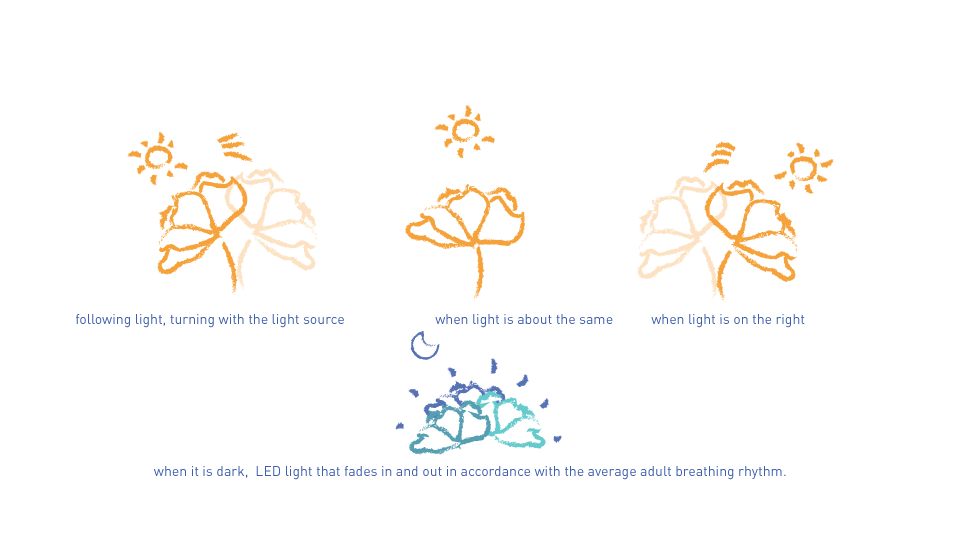 following light, turning with the light source
when light is about the same
when light is on the right
when it is dark, LED light that fades in and out in accordance with the average adult breathing rhythm.